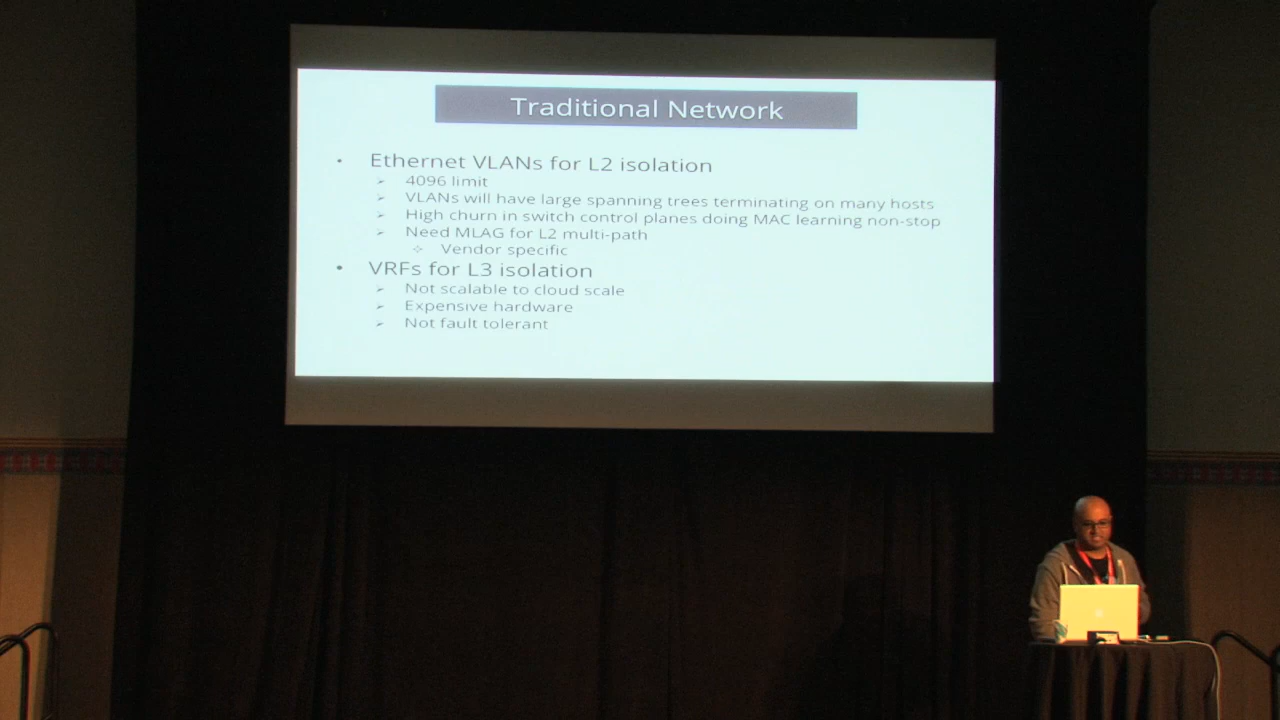 Traditional Network
• Ethernet VLANs for L2 isolation
➢ 4096 limit
➢ VLANs will have large spanning trees terminating on many hosts
➢ High churn in switch control planes doing MAC learning non-stop
➢ Need MLAG for L2 multi-path
❖ Vendor specific
• VRFs for L3 isolation
➢ Not scalable to cloud scale
➢ Expensive hardware
➢ Not fault tolerant